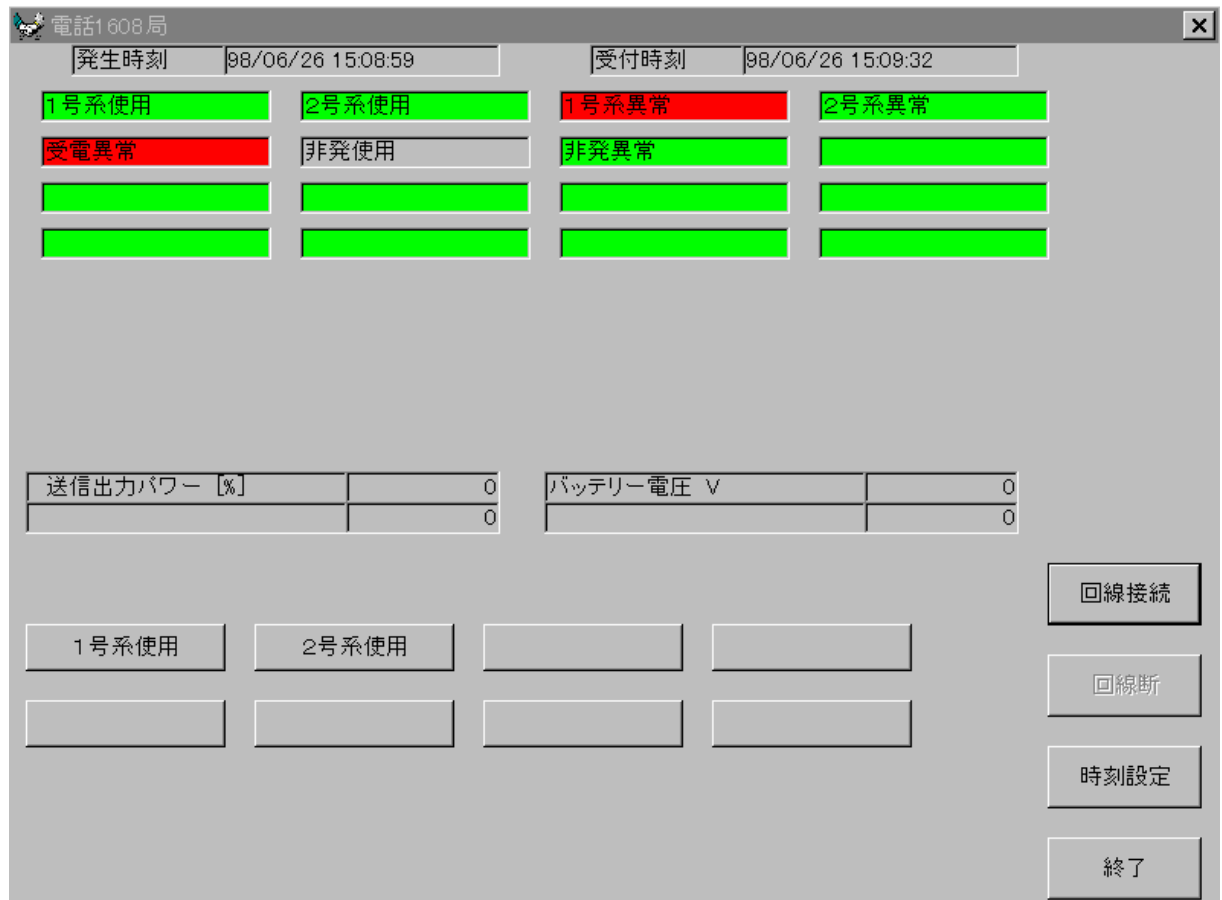 電話1608局
発生時刻 98/06/26 15:08:59 受付時刻 98/06/26 15:09:32
1号系使用 2号系使用 1号系異常 2号系異常
受電異常 非発使用 非発異常
送信出力パワー [%] 0 バッテリー電圧 V 0
0 0
回線接続
1号系使用 2号系使用
回線断
時刻設定
終了